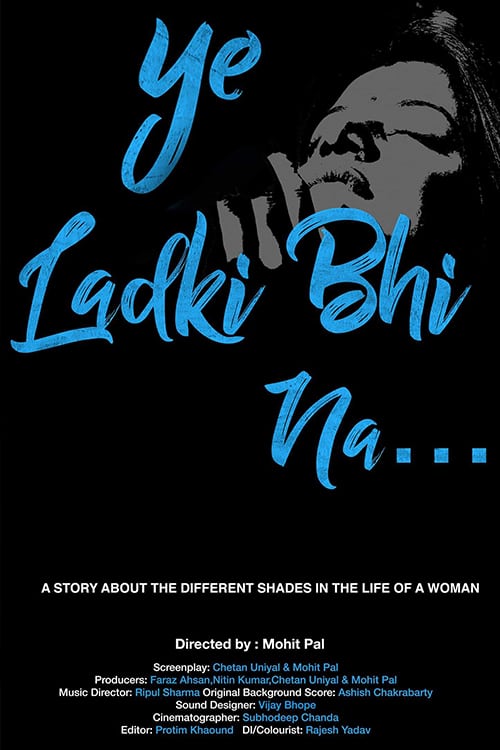 Ye
Ladki Bhi
Na...
A STORY ABOUT THE DIFFERENT SHADES IN THE LIFE OF A WOMAN
Directed by : Mohit Pal
Screenplay: Chetan Uniyal & Mohit Pal
Producers: Faraz Ahsan,Nitin Kumar,Chetan Uniyal & Mohit Pal
Music Director: Ripul Sharma Original Background Score: Ashish Chakrabarty
Sound Designer: Vijay Bhope
Cinematographer: Subhodeep Chanda
Editor: Protim Khaound DI/Colourist: Rajesh Yadav